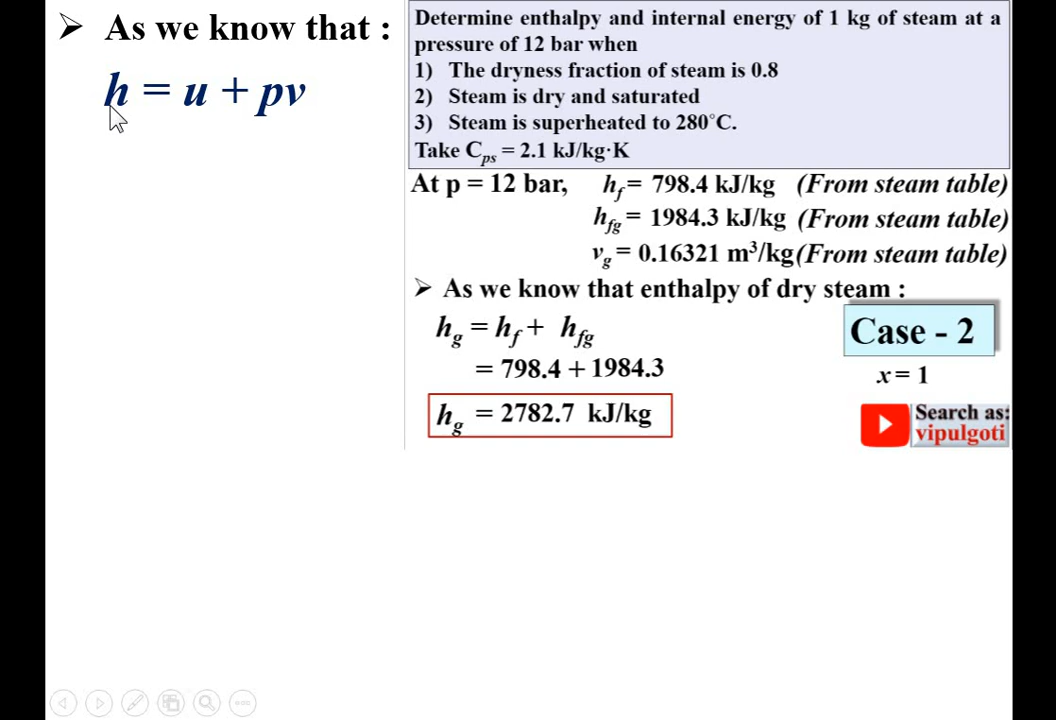 ➢ As we know that :
h = u + pv
Determine enthalpy and internal energy of 1 kg of steam at a
pressure of 12 bar when
1) The dryness fraction of steam is 0.8
2) Steam is dry and saturated
3) Steam is superheated to 280°C.
Take Cps = 2.1 kJ/kg·K
At p = 12 bar, hf = 798.4 kJ/kg (From steam table)
hfg = 1984.3 kJ/kg (From steam table)
vg = 0.16321 m³/kg (From steam table)
➢ As we know that enthalpy of dry steam :
hg = hf + hfg
= 798.4 + 1984.3
hg = 2782.7 kJ/kg
Case - 2
x = 1
Search as:
vipulgoti